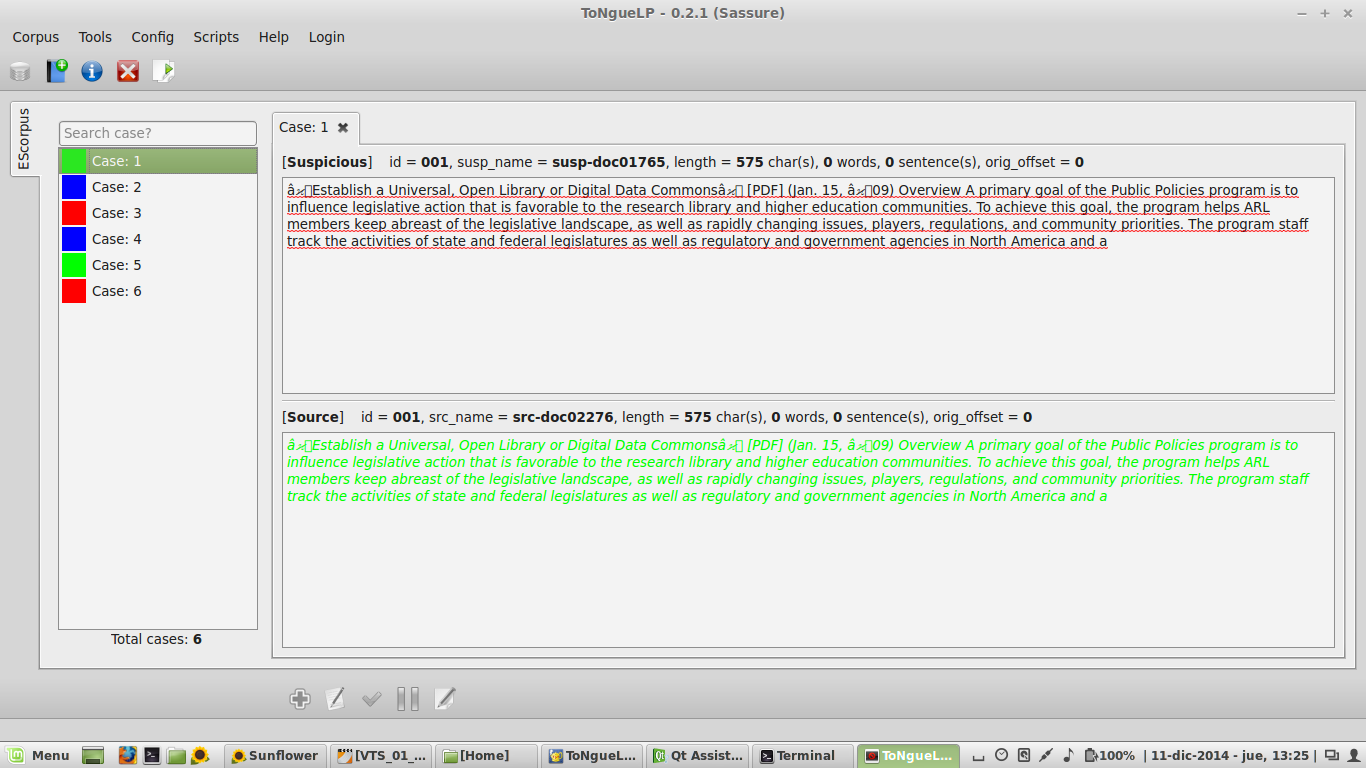 ToNgueLP - 0.2.1 (Sassure)
Corpus Tools Config Scripts Help Login
EScorpus
Search case?
Case: 1
Case: 2
Case: 3
Case: 4
Case: 5
Case: 6
Total cases: 6
Case: 1
[Suspicious] id = 001, susp_name = susp-doc01765, length = 575 char(s), 0 words, 0 sentence(s), orig_offset = 0
Establish a Universal, Open Library or Digital Data Commonsâ [PDF] (Jan. 15, â09) Overview A primary goal of the Public Policies program is to
influence legislative action that is favorable to the research library and higher education communities. To achieve this goal, the program helps ARL
members keep abreast of the legislative landscape, as well as rapidly changing issues, players, regulations, and community priorities. The program staff
track the activities of state and federal legislatures as well as regulatory and government agencies in North America and a
[Source] id = 001, src_name = src-doc02276, length = 575 char(s), 0 words, 0 sentence(s), orig_offset = 0
Establish a Universal, Open Library or Digital Data Commonsâ [PDF] (Jan. 15, â09) Overview A primary goal of the Public Policies program is to
influence legislative action that is favorable to the research library and higher education communities. To achieve this goal, the program helps ARL
members keep abreast of the legislative landscape, as well as rapidly changing issues, players, regulations, and community priorities. The program staff
track the activities of state and federal legislatures as well as regulatory and government agencies in North America and a
Menu Sunflower [VTS_01_... [Home] ToNgueL... Qt Assist... Terminal ToNgueL... 100% | 11-dic-2014 - jue, 13:25 |